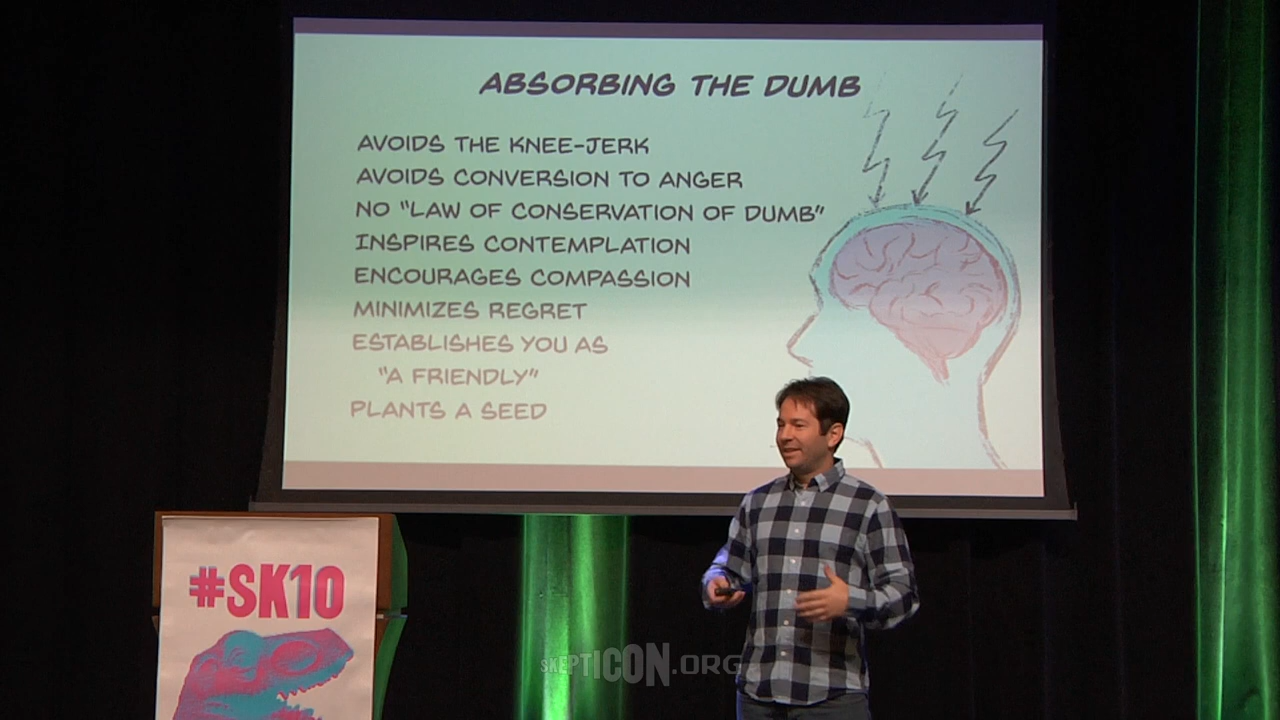 ABSORBING THE DUMB
AVOIDS THE KNEE-JERK
AVOIDS CONVERSION TO ANGER
NO “LAW OF CONSERVATION OF DUMB”
INSPIRES CONTEMPLATION
ENCOURAGES COMPASSION
MINIMIZES REGRET
ESTABLISHES YOU AS
“A FRIENDLY”
PLANTS A SEED
#SK10
SKEPTICON.ORG